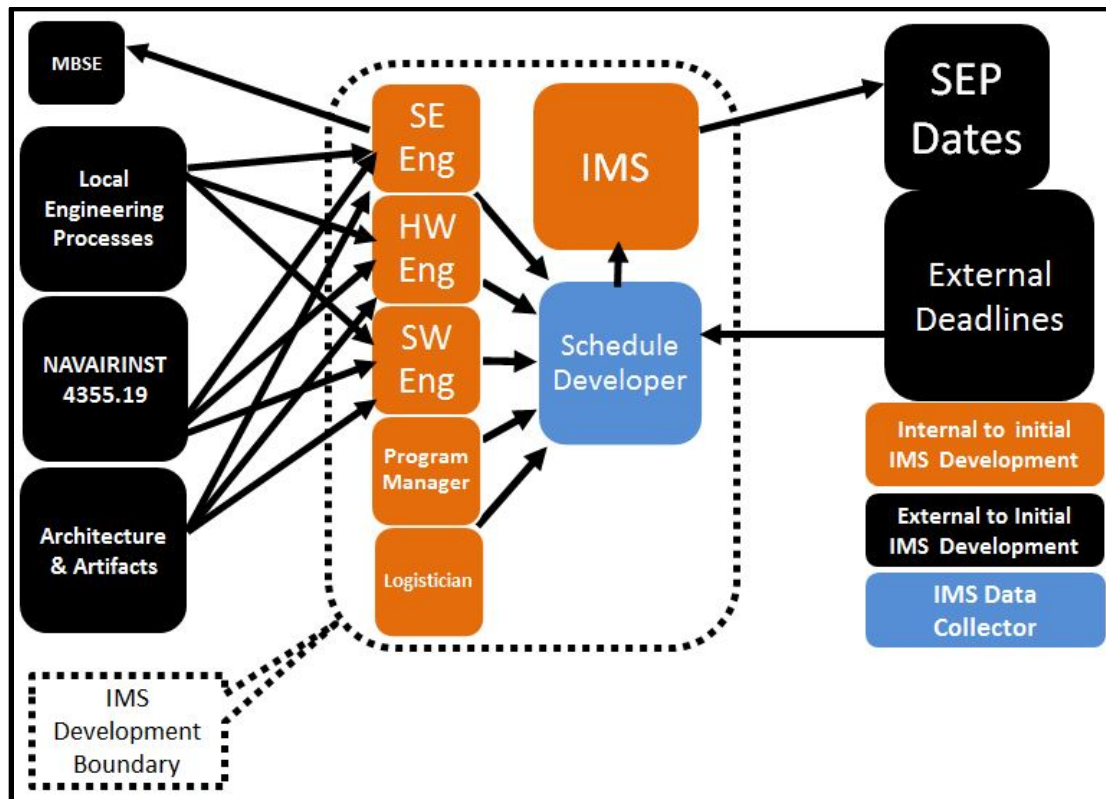 MBSE
Local
Engineering
Processes
NAVAIRINST
4355.19
Architecture
& Artifacts
IMS
Development
Boundary
SE
Eng
HW
Eng
SW
Eng
Program
Manager
Logistician
IMS
Schedule
Developer
SEP
Dates
External
Deadlines
Internal to initial
IMS Development
External to Initial
IMS Development
IMS Data
Collector